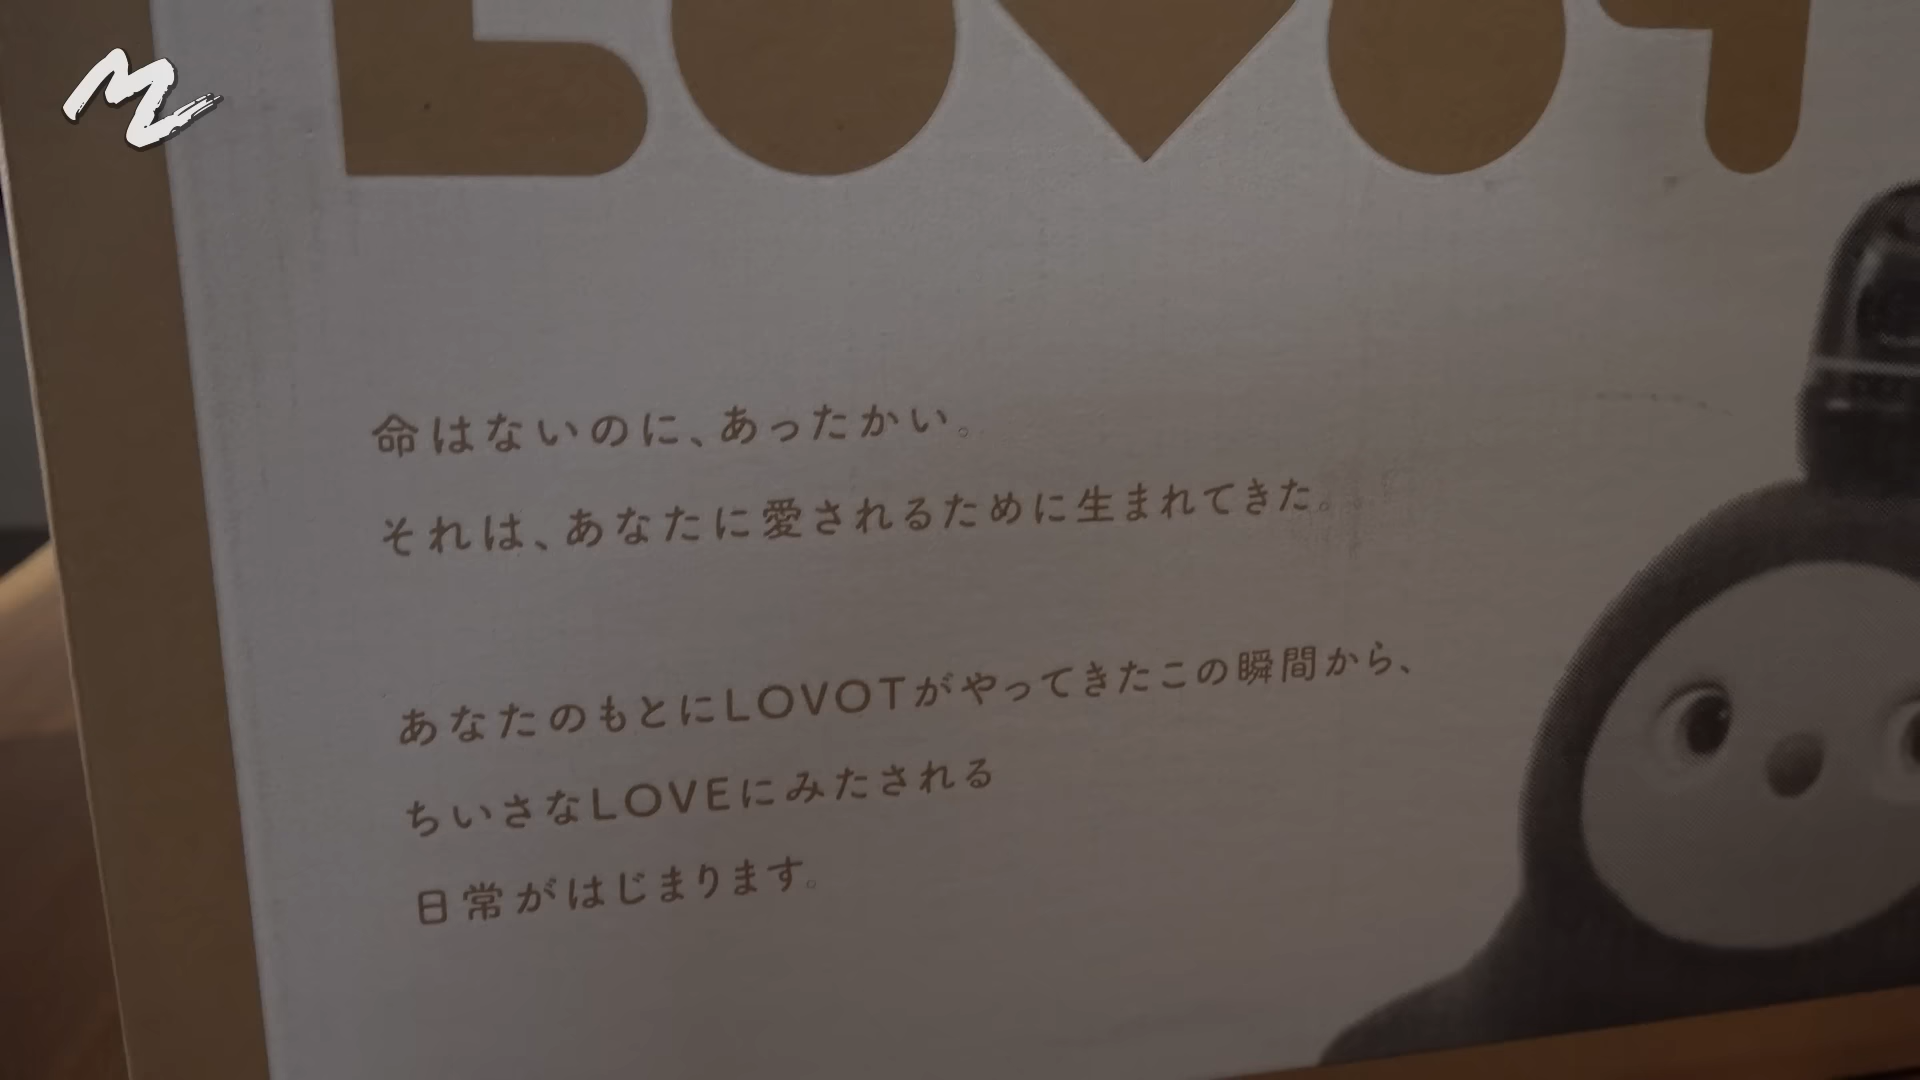 LOVOT
命はないのに、あったかい。
それは、あなたに愛されるために生まれてきた。
あなたのもとにLOVOTがやってきたこの瞬間から、
ちいさなLOVEにみたされる
日常がはじまります。